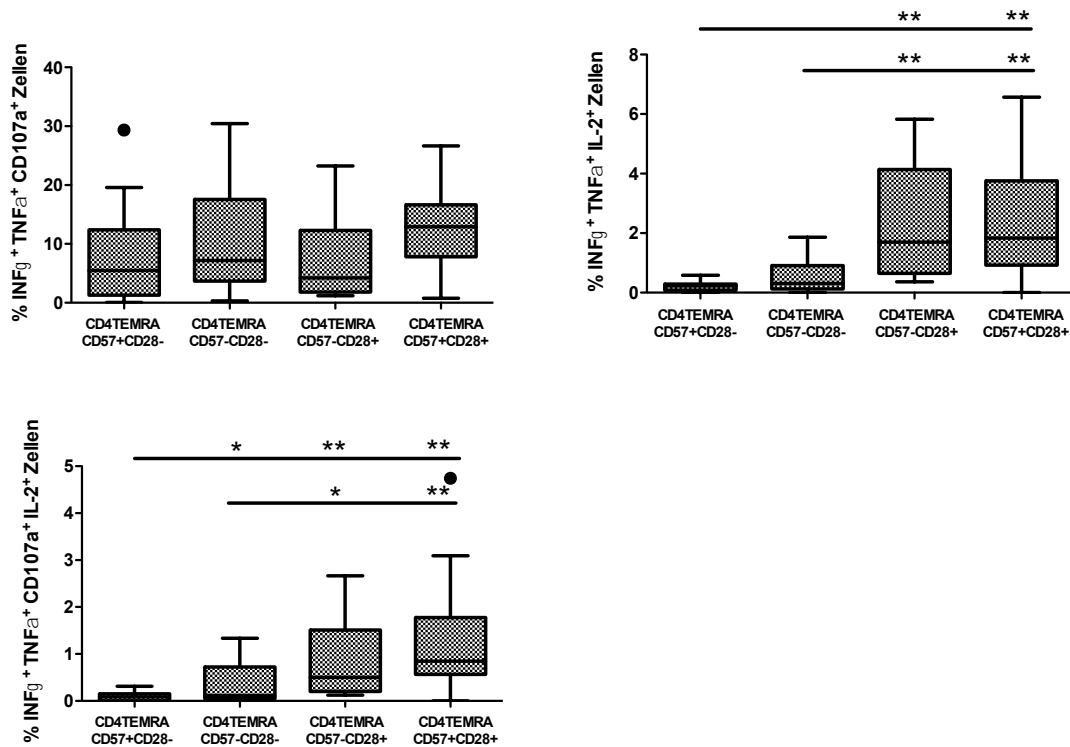 % INFg + TNFa+ CD107a+ Zellen
40
30
20
10
0
CD4TEMRA CD4TEMRA CD4TEMRA CD4TEMRA
CD57+CD28- CD57-CD28- CD57-CD28+ CD57+CD28+
% INFg + TNFa+ IL-2+ Zellen
** **
** **
8
6
4
2
0
CD4TEMRA CD4TEMRA CD4TEMRA CD4TEMRA
CD57+CD28- CD57-CD28- CD57-CD28+ CD57+CD28+
% INFg + TNFa+ CD107a+ IL-2+ Zellen
* ** **
* **
5
4
3
2
1
0
CD4TEMRA CD4TEMRA CD4TEMRA CD4TEMRA
CD57+CD28- CD57-CD28- CD57-CD28+ CD57+CD28+